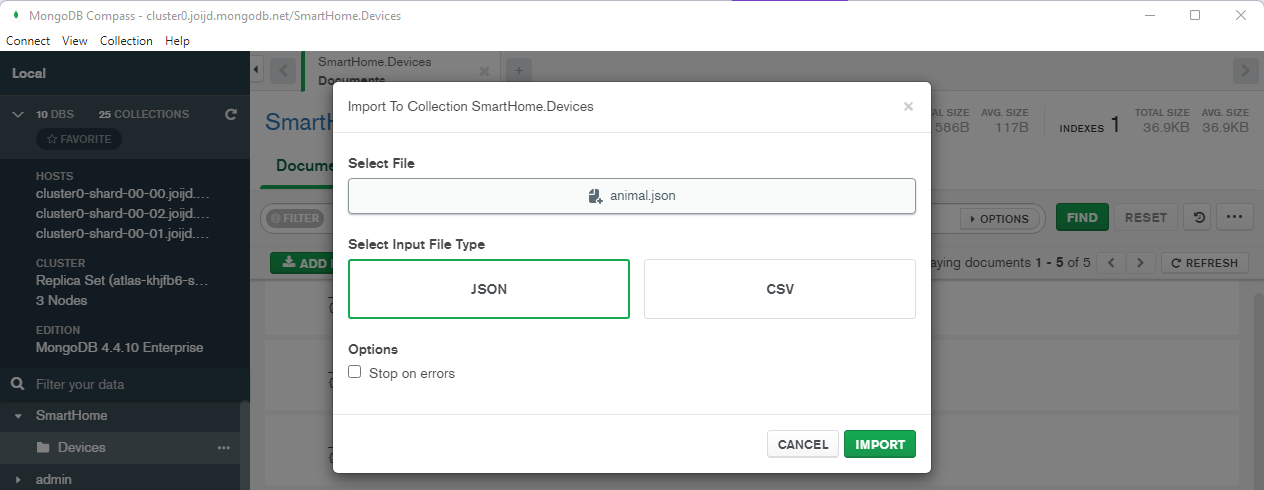 MongoDB Compass - cluster0.joijd.mongodb.net/SmartHome.Devices
Connect View Collection Help
Local
10 DBS 25 COLLECTIONS
FAVORITE
HOSTS
cluster0-shard-00-00.joijd....
cluster0-shard-00-02.joijd....
cluster0-shard-00-01.joijd....
CLUSTER
Replica Set (atlas-khjfb6-s...
3 Nodes
EDITION
MongoDB 4.4.10 Enterprise
Filter your data
SmartHome
Devices
admin
SmartHome.Devices
Documents
TAL SIZE AVG. SIZE
586B 117B
INDEXES 1
TOTAL SIZE AVG. SIZE
36.9KB 36.9KB
FILTER
OPTIONS
FIND
RESET
ADD
aying documents 1 - 5 of 5
REFRESH
Import To Collection SmartHome.Devices
Select File
animal.json
Select Input File Type
JSON CSV
Options
Stop on errors
CANCEL IMPORT